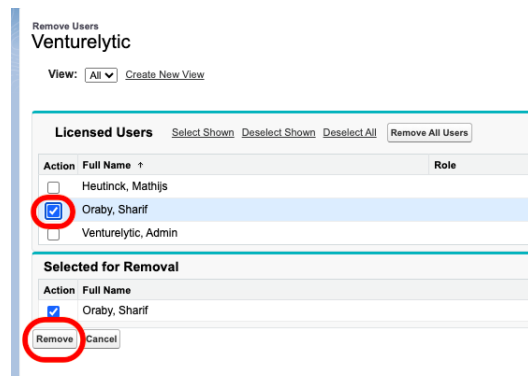 Remove Users
Venturelytic
View: All Create New View
Licensed Users Select Shown Deselect Shown Deselect All Remove All Users
Action Full Name ↑ Role
Heutinck, Mathijs
Oraby, Sharif
Venturelytic, Admin
Selected for Removal
Action Full Name
Oraby, Sharif
Remove Cancel